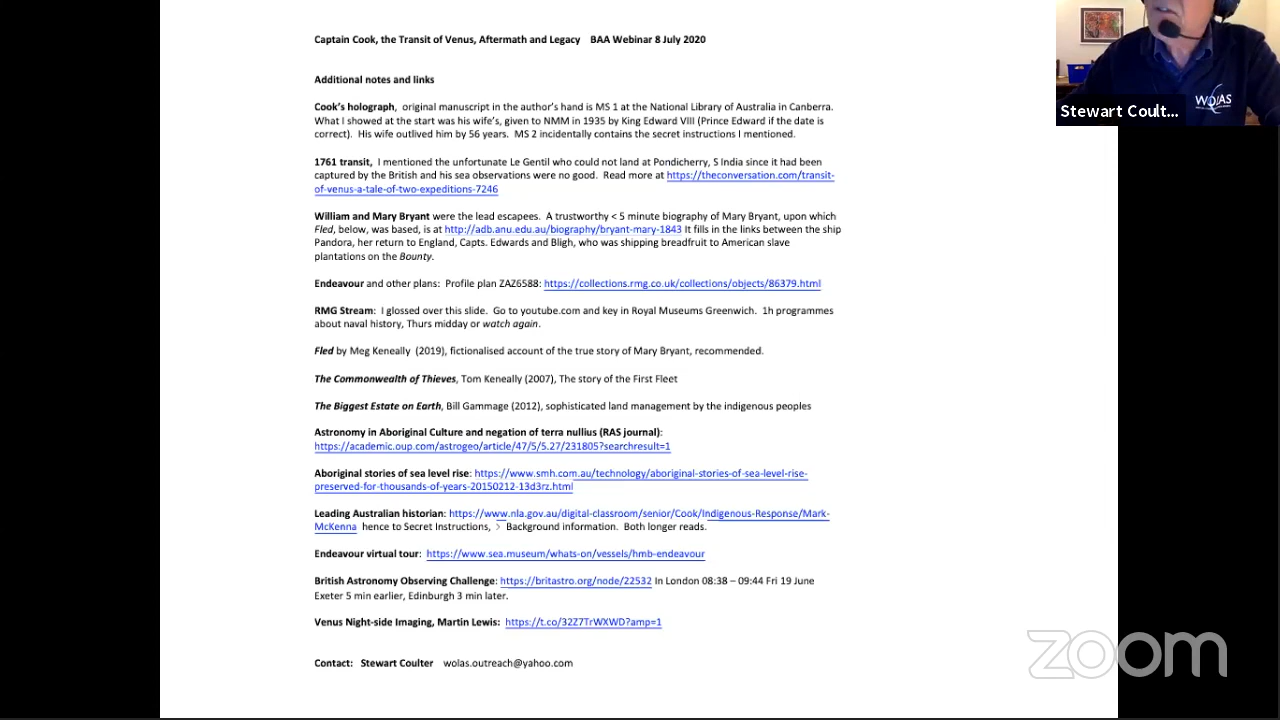 Captain Cook, the Transit of Venus, Aftermath and Legacy BAA Webinar 8 July 2020
Additional notes and links
Cook's holograph, original manuscript in the author's hand is MS 1 at the National Library of Australia in Canberra.
What I showed at the start was his wife's, given to NMM in 1935 by King Edward VIII (Prince Edward if the date is
correct). His wife outlived him by 56 years. MS 2 incidentally contains the secret instructions I mentioned.
1761 transit, I mentioned the unfortunate Le Gentil who could not land at Pondicherry, S India since it had been
captured by the British and his sea observations were no good. Read more at https://theconversation.com/transit-
of-venus-a-tale-of-two-expeditions-7246
William and Mary Bryant were the lead escapees. A trustworthy < 5 minute biography of Mary Bryant, upon which
Fled, below, was based, is at http://adb.anu.edu.au/biography/bryant-mary-1843 It fills in the links between the ship
Pandora, her return to England, Capts. Edwards and Bligh, who was shipping breadfruit to American slave
plantations on the Bounty.
Endeavour and other plans: Profile plan ZAZ6588: https://collections.rmg.co.uk/collections/objects/86379.html
RMG Stream: I glossed over this slide. Go to youtube.com and key in Royal Museums Greenwich. 1h programmes
about naval history, Thurs midday or watch again.
Fled by Meg Keneally (2019), fictionalised account of the true story of Mary Bryant, recommended.
The Commonwealth of Thieves, Tom Keneally (2007), The story of the First Fleet
The Biggest Estate on Earth, Bill Gammage (2012), sophisticated land management by the indigenous peoples
Astronomy in Aboriginal Culture and negation of terra nullius (RAS journal):
https://academic.oup.com/astrogeo/article/47/5/5.27/231805?searchresult=1
Aboriginal stories of sea level rise: https://www.smh.com.au/technology/aboriginal-stories-of-sea-level-rise-
preserved-for-thousands-of-years-20150212-13d3rz.html
Leading Australian historian: https://www.nla.gov.au/digital-classroom/senior/Cook/Indigenous-Response/Mark-
McKenna hence to Secret Instructions, > Background information. Both longer reads.
Endeavour virtual tour: https://www.sea.museum/whats-on/vessels/hmb-endeavour
British Astronomy Observing Challenge: https://britastro.org/node/22532 In London 08:38 – 09:44 Fri 19 June
Exeter 5 min earlier, Edinburgh 3 min later.
Venus Night-side Imaging, Martin Lewis: https://t.co/32Z7TrWXWD?amp=1
Contact: Stewart Coulter wolas.outreach@yahoo.com
WOLAS
Stewart Coult...
zoom